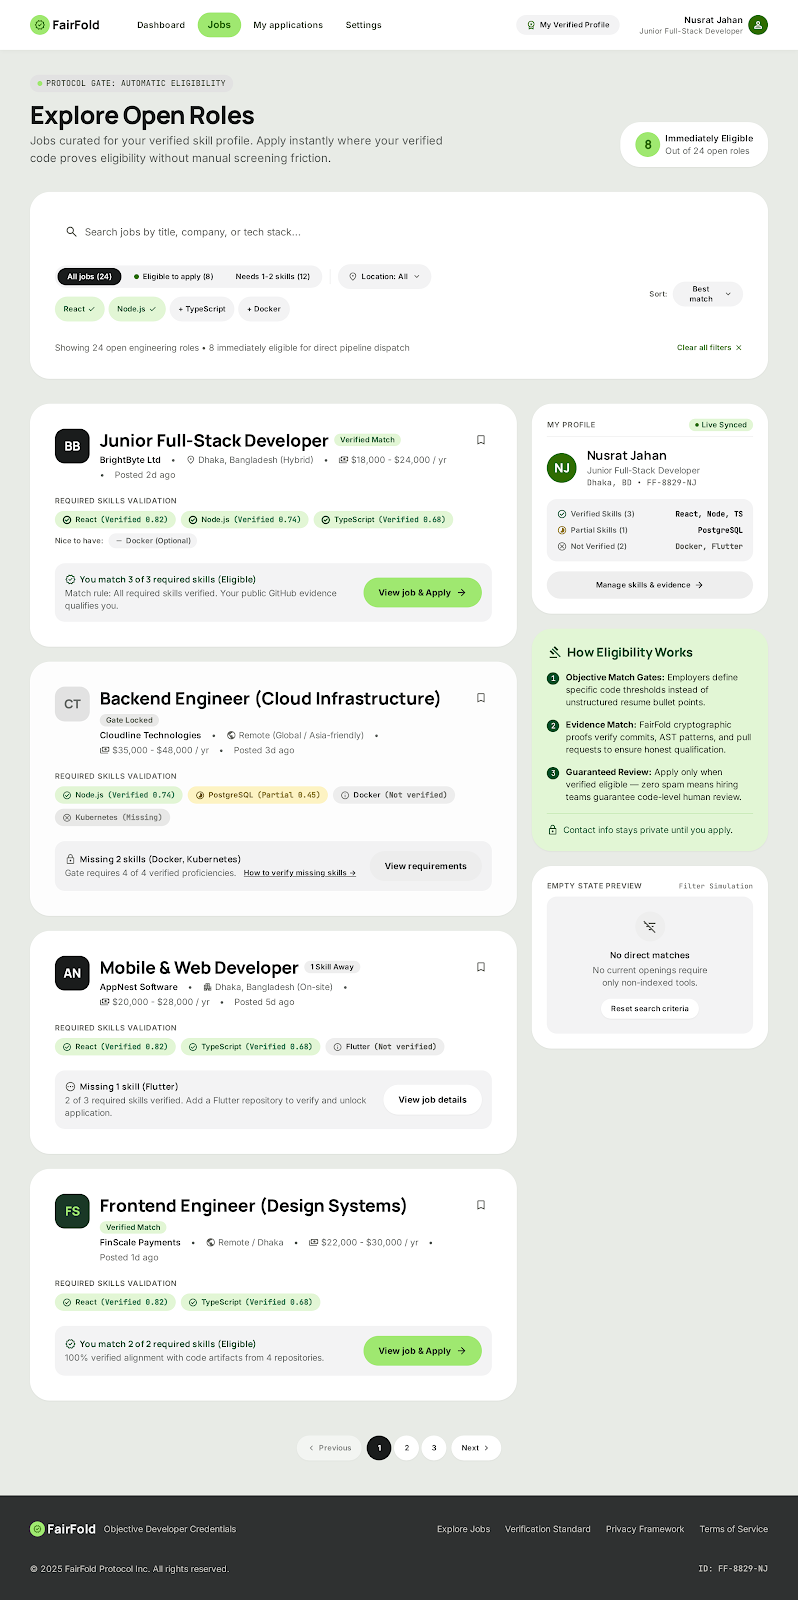 FairFold
Dashboard
Jobs
My applications
Settings
My Verified Profile
Nusrat Jahan
Junior Full-Stack Developer
PROTOCOL GATE: AUTOMATIC ELIGIBILITY
Explore Open Roles
Jobs curated for your verified skill profile. Apply instantly where your verified
code proves eligibility without manual screening friction.
8
Immediately Eligible
Out of 24 open roles
Search jobs by title, company, or tech stack...
All jobs (24)
Eligible to apply (8)
Needs 1-2 skills (12)
Location: All
React ✓
Node.js ✓
+ TypeScript
+ Docker
Sort:
Best
match
Showing 24 open engineering roles • 8 immediately eligible for direct pipeline dispatch
Clear all filters ×
BB
Junior Full-Stack Developer
Verified Match
BrightByte Ltd • Dhaka, Bangladesh (Hybrid) • $18,000 - $24,000 / yr
• Posted 2d ago
REQUIRED SKILLS VALIDATION
React (Verified 0.82)
Node.js (Verified 0.74)
TypeScript (Verified 0.68)
Nice to have:
— Docker (Optional)
You match 3 of 3 required skills (Eligible)
Match rule: All required skills verified. Your public GitHub evidence
qualifies you.
View job & Apply →
CT
Backend Engineer (Cloud Infrastructure)
Gate Locked
Cloudline Technologies • Remote (Global / Asia-friendly) •
$35,000 - $48,000 / yr • Posted 3d ago
REQUIRED SKILLS VALIDATION
Node.js (Verified 0.74)
PostgreSQL (Partial 0.45)
Docker (Not verified)
Kubernetes (Missing)
Missing 2 skills (Docker, Kubernetes)
Gate requires 4 of 4 verified proficiencies.
How to verify missing skills →
View requirements
AN
Mobile & Web Developer
1 Skill Away
AppNest Software • Dhaka, Bangladesh (On-site) •
$20,000 - $28,000 / yr • Posted 5d ago
REQUIRED SKILLS VALIDATION
React (Verified 0.82)
TypeScript (Verified 0.68)
Flutter (Not verified)
Missing 1 skill (Flutter)
2 of 3 required skills verified. Add a Flutter repository to verify and unlock
application.
View job details
FS
Frontend Engineer (Design Systems)
Verified Match
FinScale Payments • Remote / Dhaka • $22,000 - $30,000 / yr •
Posted 1d ago
REQUIRED SKILLS VALIDATION
React (Verified 0.82)
TypeScript (Verified 0.68)
You match 2 of 2 required skills (Eligible)
100% verified alignment with code artifacts from 4 repositories.
View job & Apply →
MY PROFILE
Live Synced
NJ
Nusrat Jahan
Junior Full-Stack Developer
Dhaka, BD • FF-8829-NJ
Verified Skills (3) React, Node, TS
Partial Skills (1) PostgreSQL
Not Verified (2) Docker, Flutter
Manage skills & evidence →
How Eligibility Works
1 Objective Match Gates: Employers define
specific code thresholds instead of
unstructured resume bullet points.
2 Evidence Match: FairFold cryptographic
proofs verify commits, AST patterns, and pull
requests to ensure honest qualification.
3 Guaranteed Review: Apply only when
verified eligible — zero spam means hiring
teams guarantee code-level human review.
Contact info stays private until you apply.
EMPTY STATE PREVIEW
Filter Simulation
No direct matches
No current openings require
only non-indexed tools.
Reset search criteria
‹ Previous
1
2
3
Next ›
FairFold
Objective Developer Credentials
Explore Jobs
Verification Standard
Privacy Framework
Terms of Service
© 2025 FairFold Protocol Inc. All rights reserved.
ID: FF-8829-NJ